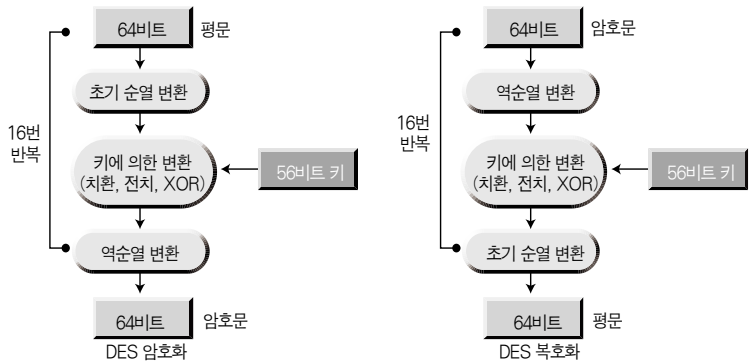 64비트 평문
초기 순열 변환
16번
반복
키에 의한 변환
(치환, 전치, XOR)
56비트 키
역순열 변환
64비트 암호문
DES 암호화
64비트 암호문
역순열 변환
16번
반복
키에 의한 변환
(치환, 전치, XOR)
56비트 키
초기 순열 변환
64비트 평문
DES 복호화